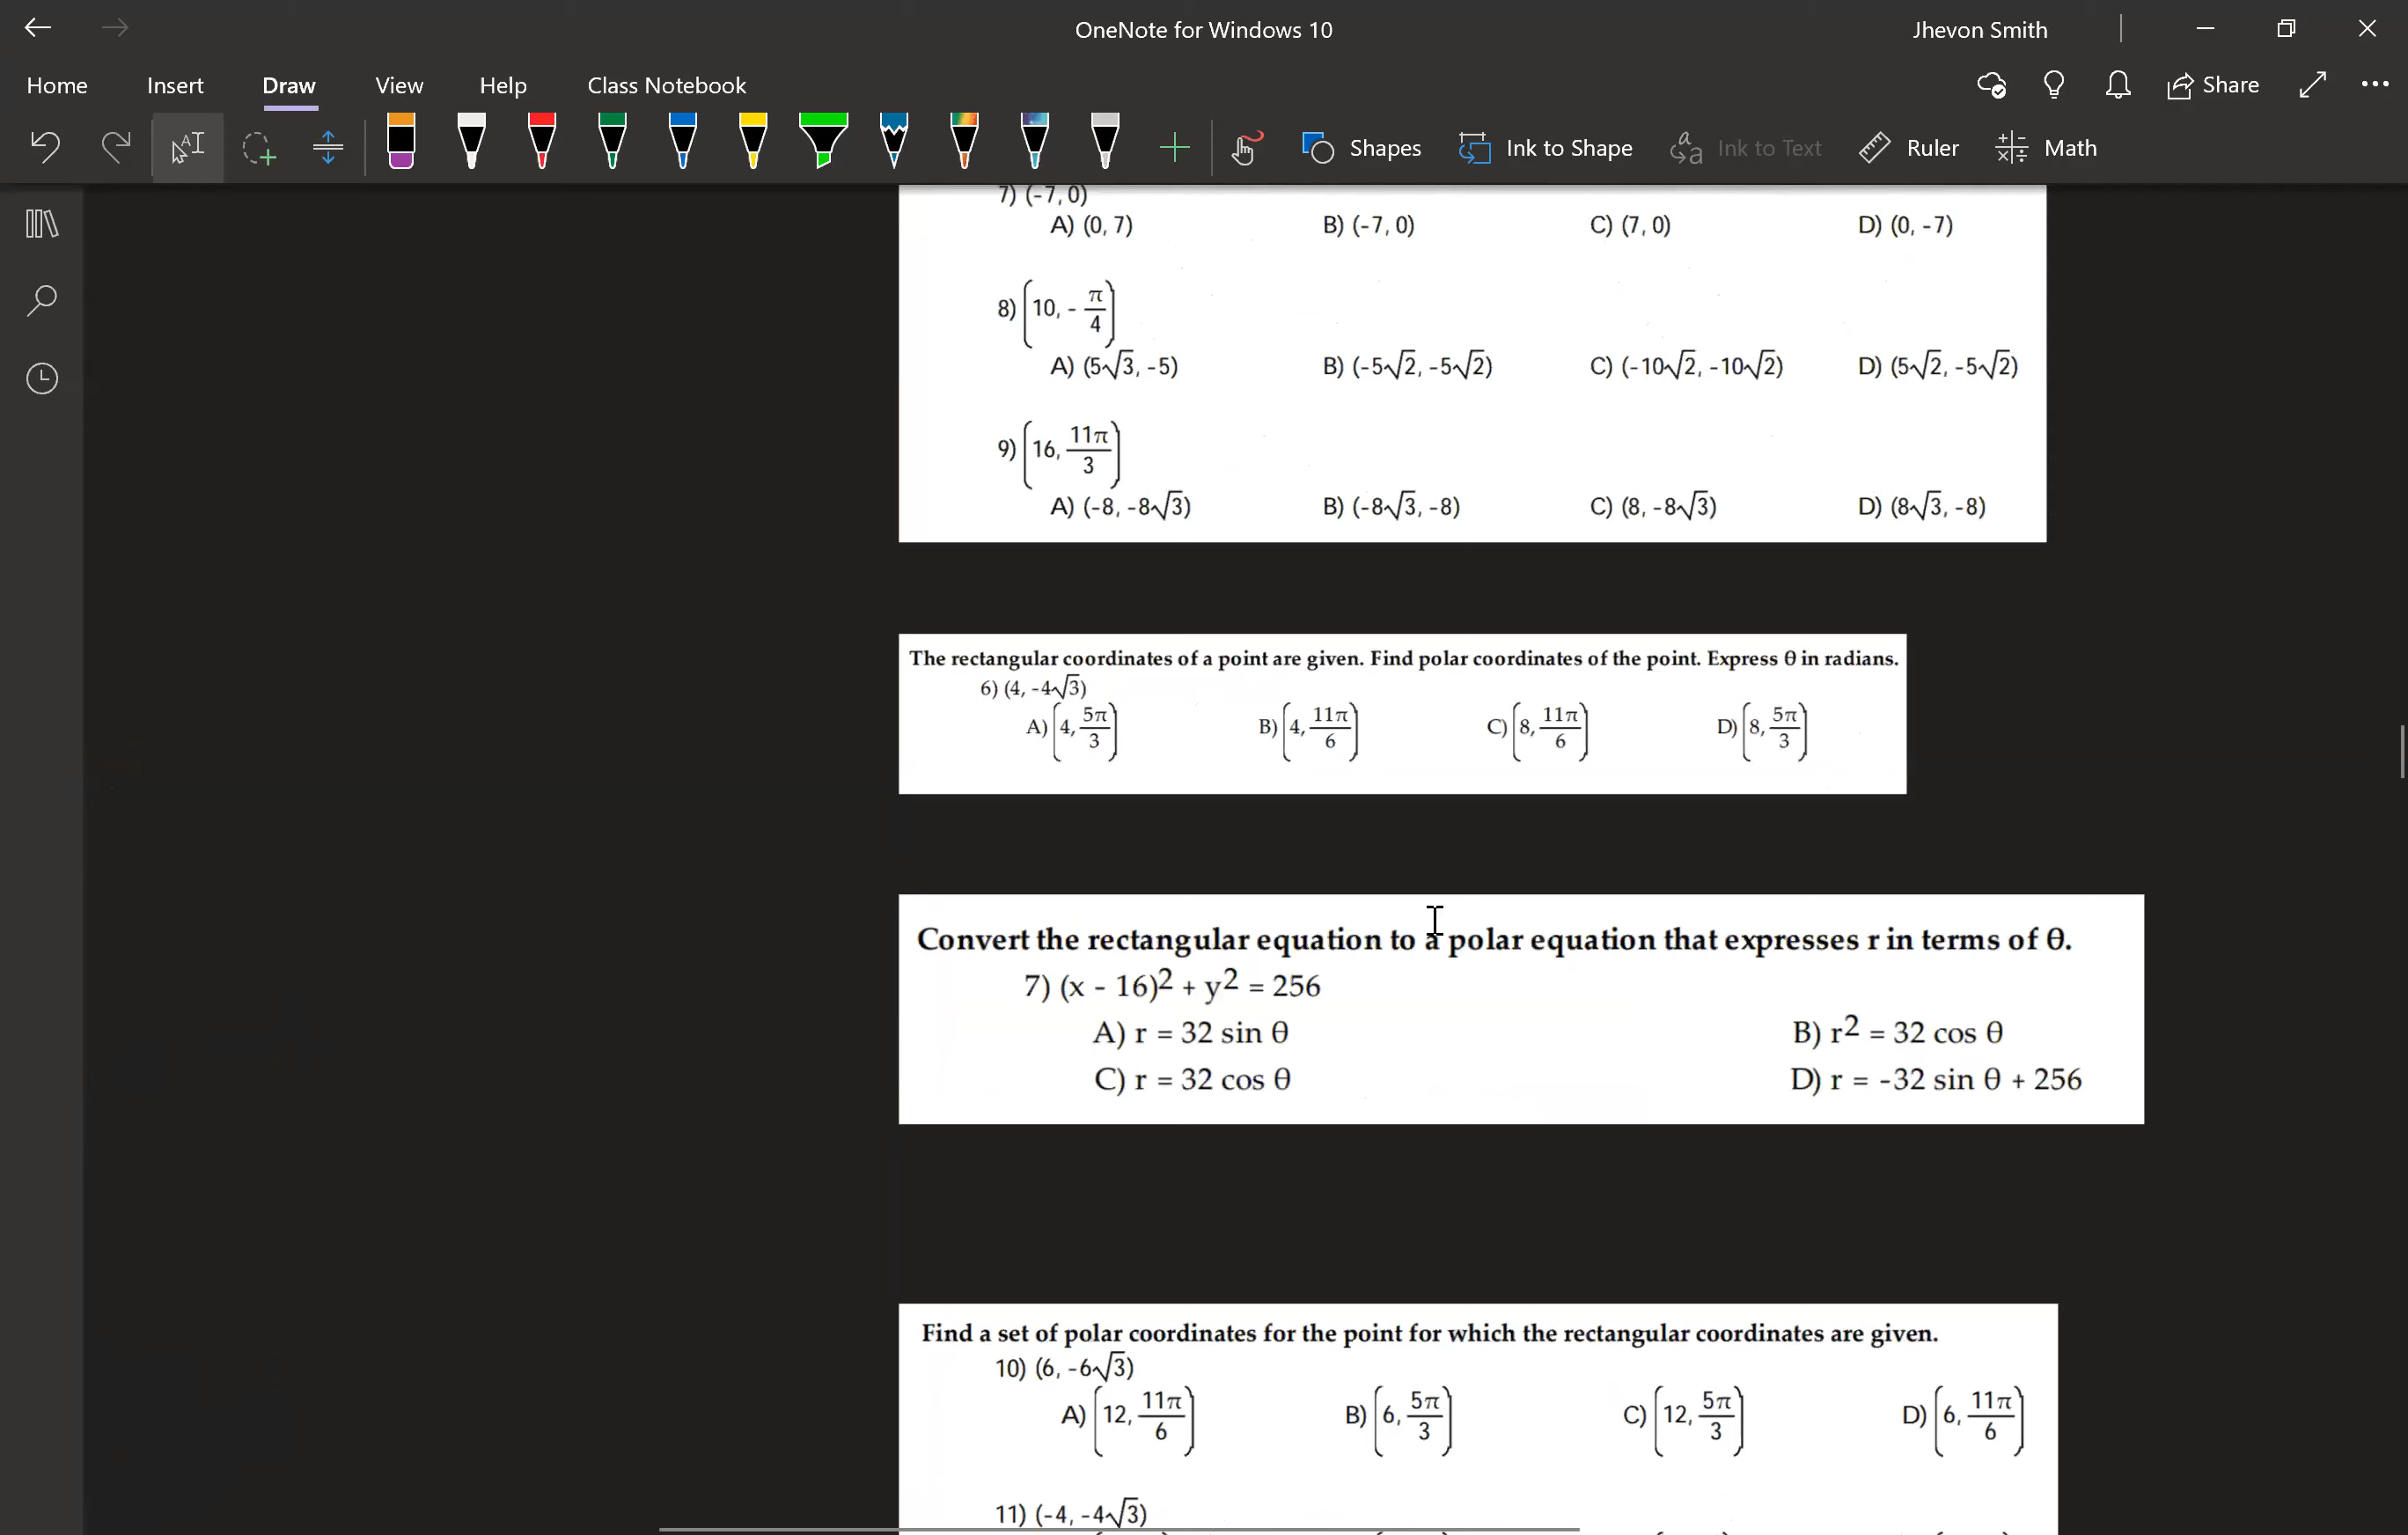 OneNote for Windows 10
Jhevon Smith
Home Insert Draw View Help Class Notebook
Share
Shapes Ink to Shape Ink to Text Ruler Math
7) (-7, 0)
A) (0, 7) B) (-7, 0) C) (7, 0) D) (0, -7)
8) (10, -π/4)
A) (5√3, -5) B) (-5√2, -5√2) C) (-10√2, -10√2) D) (5√2, -5√2)
9) (16, 11π/3)
A) (-8, -8√3) B) (-8√3, -8) C) (8, -8√3) D) (8√3, -8)
The rectangular coordinates of a point are given. Find polar coordinates of the point. Express θ in radians.
6) (4, -4√3)
A) (4, 5π/3) B) (4, 11π/6) C) (8, 11π/6) D) (8, 5π/3)
Convert the rectangular equation to a polar equation that expresses r in terms of θ.
7) (x - 16)² + y² = 256
A) r = 32 sin θ B) r² = 32 cos θ
C) r = 32 cos θ D) r = -32 sin θ + 256
Find a set of polar coordinates for the point for which the rectangular coordinates are given.
10) (6, -6√3)
A) (12, 11π/6) B) (6, 5π/3) C) (12, 5π/3) D) (6, 11π/6)
11) (-4, -4√3)